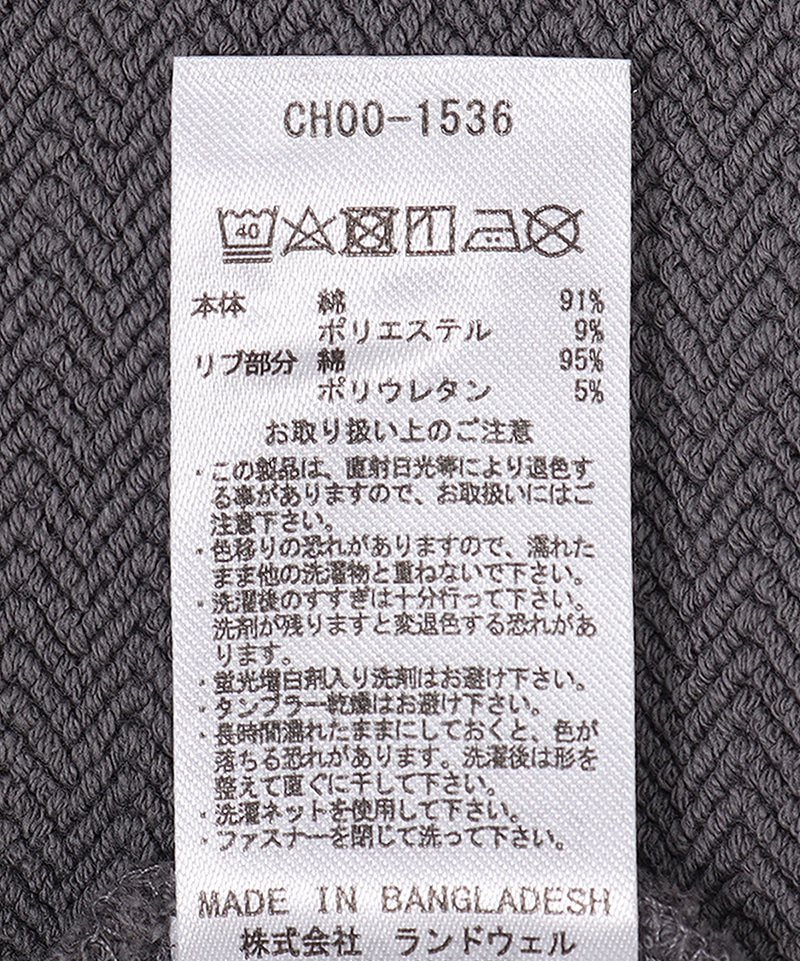 CH00-1536
40
本体 綿 91%
ポリエステル 9%
リブ部分 綿 95%
ポリウレタン 5%
お取り扱い上のご注意
・この製品は、直射日光等により退色す
る事がありますので、お取扱いにはご
注意下さい。
・色移りの恐れがありますので、濡れた
まま他の洗濯物と重ねないで下さい。
・洗濯後のすすぎは十分行って下さい。
洗剤が残りますと変退色する恐れがあ
ります。
・蛍光増白剤入り洗剤はお避け下さい。
・タンブラー乾燥はお避け下さい。
・長時間濡れたままにしておくと、色が
落ちる恐れがあります。洗濯後は形を
整えて直ぐに干して下さい。
・洗濯ネットを使用して下さい。
・ファスナーを閉じて洗って下さい。
MADE IN BANGLADESH
株式会社 ランドウェル